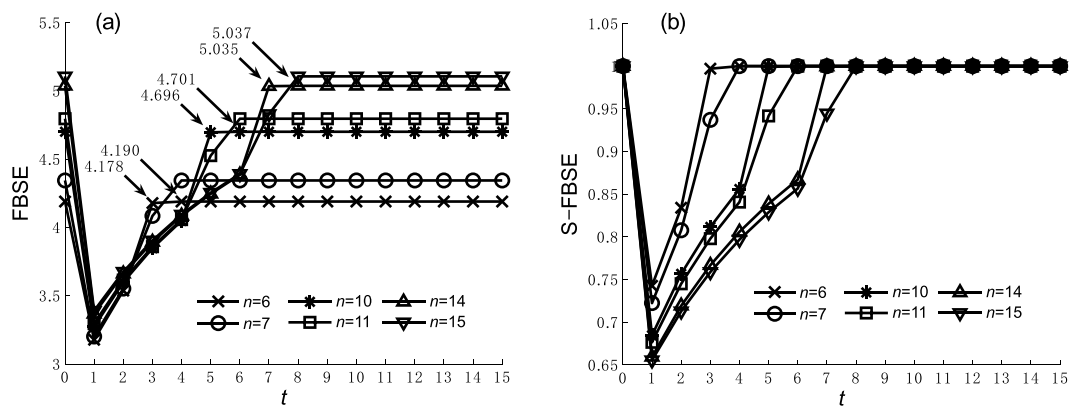 (a)
FBSE
5.5
5
4.5
4
3.5
3
5.037
5.035
4.701
4.696
4.190
4.178
n=6 n=10 n=14
n=7 n=11 n=15
0 1 2 3 4 5 6 7 8 9 10 11 12 13 14 15
t
(b)
S-FBSE
1.05
1
0.95
0.9
0.85
0.8
0.75
0.7
0.65
n=6 n=10 n=14
n=7 n=11 n=15
0 1 2 3 4 5 6 7 8 9 10 11 12 13 14 15
t